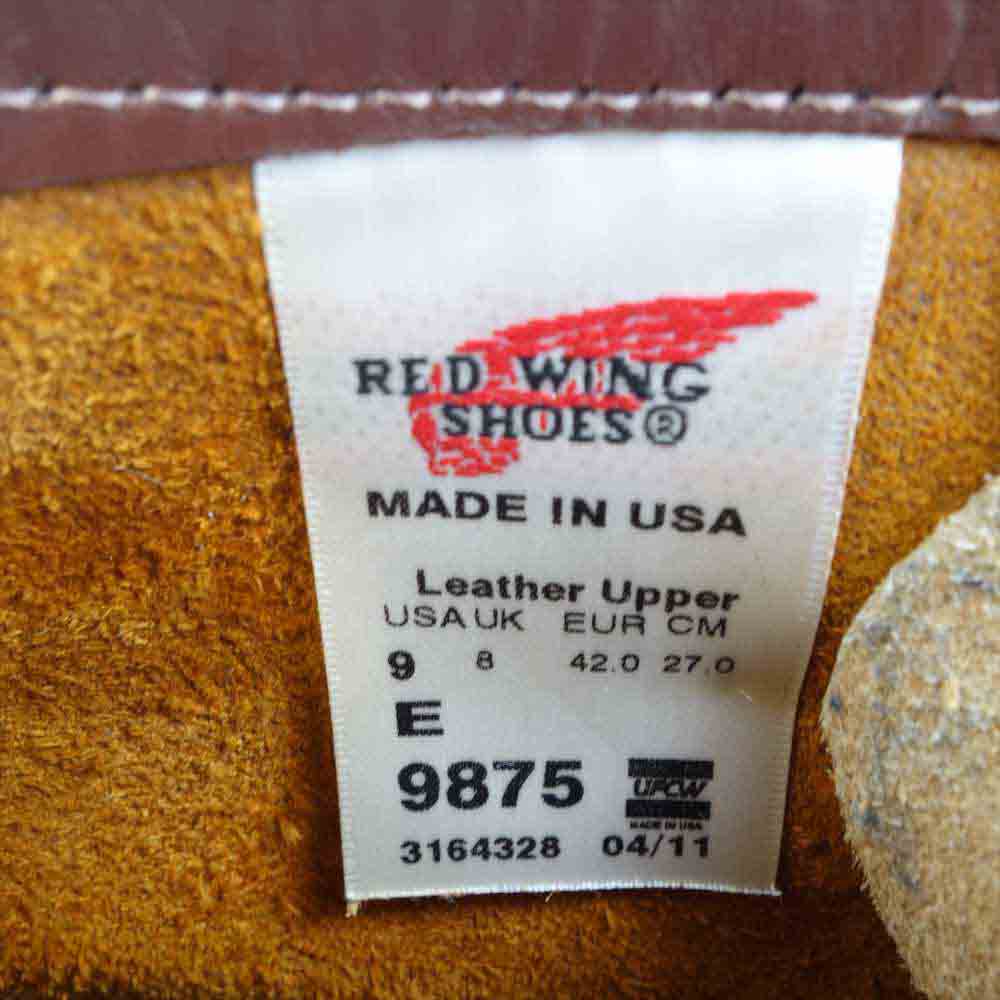 RED WING
SHOES®
MADE IN USA
Leather Upper
USA UK EUR CM
9 8 42.0 27.0
E
9875 UFCW
MADE IN USA
3164328 04/11